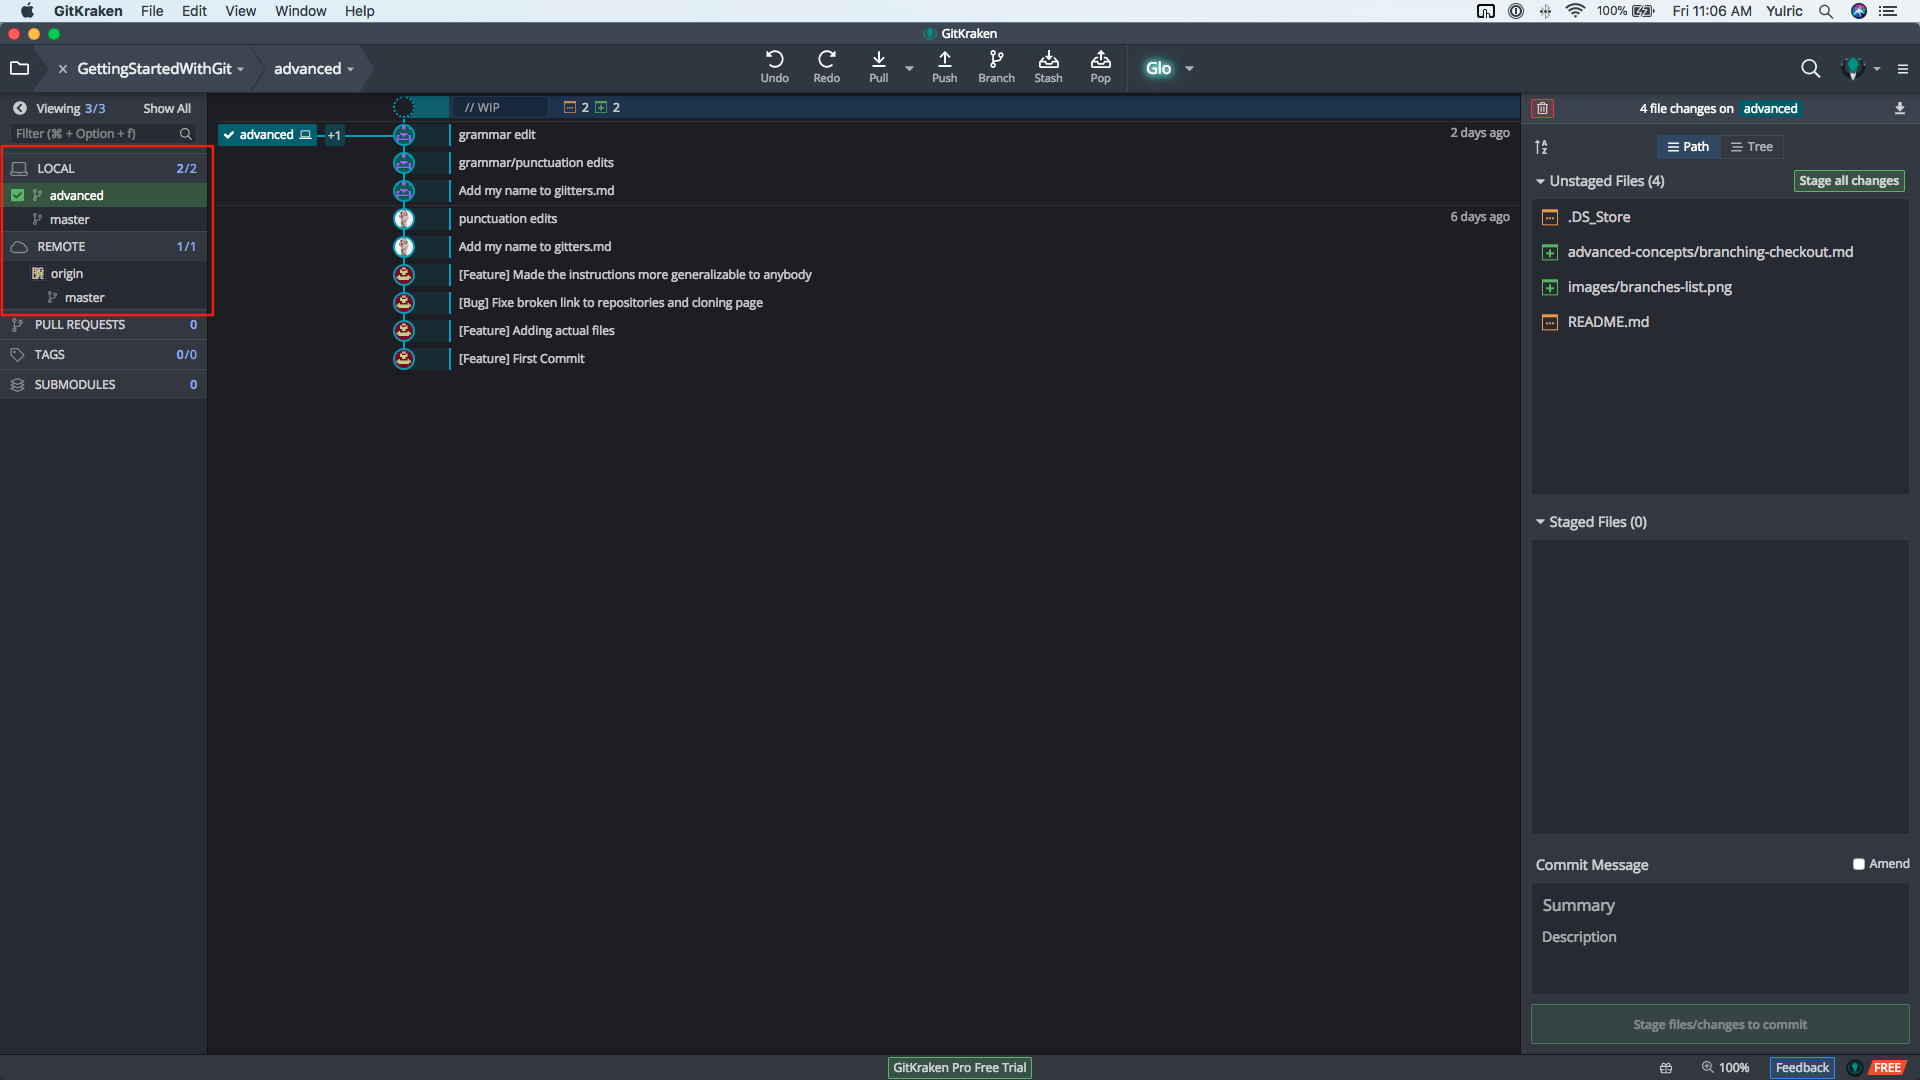 GitKraken File Edit View Window Help 100% Fri 11:06 AM Yulric
GitKraken
GettingStartedWithGit advanced Undo Redo Pull Push Branch Stash Pop Glo
Viewing 3/3 Show All
Filter (⌘ + Option + f)
LOCAL 2/2
advanced
master
REMOTE 1/1
origin
master
PULL REQUESTS 0
TAGS 0/0
SUBMODULES 0
// WIP 2 2
advanced +1 grammar edit 2 days ago
grammar/punctuation edits
Add my name to giitters.md
punctuation edits 6 days ago
Add my name to gitters.md
[Feature] Made the instructions more generalizable to anybody
[Bug] Fixe broken link to repositories and cloning page
[Feature] Adding actual files
[Feature] First Commit
4 file changes on advanced
Path Tree
Unstaged Files (4) Stage all changes
.DS_Store
advanced-concepts/branching-checkout.md
images/branches-list.png
README.md
Staged Files (0)
Commit Message Amend
Summary
Description
Stage files/changes to commit
GitKraken Pro Free Trial 100% Feedback FREE